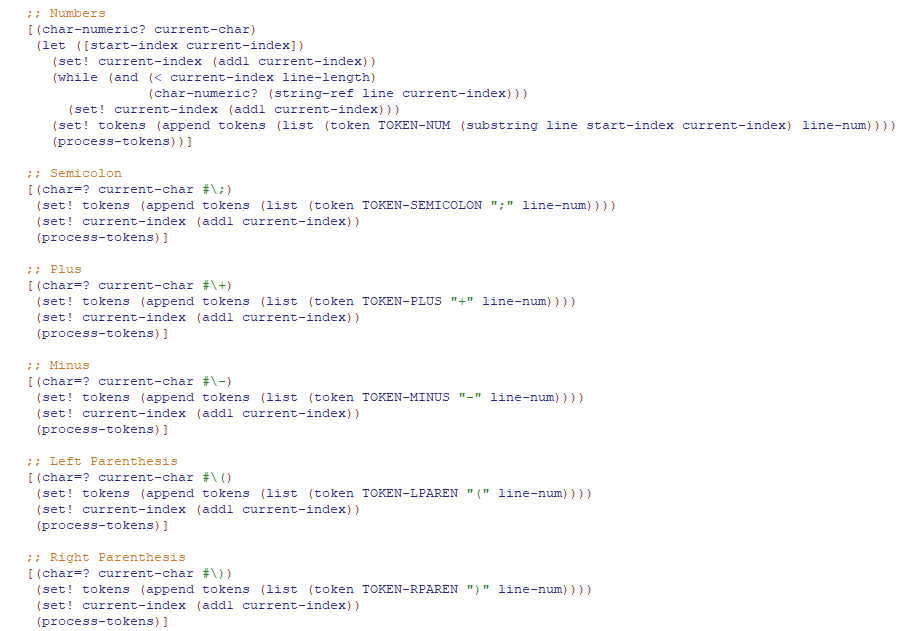 ;; Numbers
[(char-numeric? current-char)
(let ([start-index current-index])
(set! current-index (add1 current-index))
(while (and (< current-index line-length)
(char-numeric? (string-ref line current-index)))
(set! current-index (add1 current-index)))
(set! tokens (append tokens (list (token TOKEN-NUM (substring line start-index current-index) line-num))))
(process-tokens))]
;; Semicolon
[(char=? current-char #\;)
(set! tokens (append tokens (list (token TOKEN-SEMICOLON ";" line-num))))
(set! current-index (add1 current-index))
(process-tokens)]
;; Plus
[(char=? current-char #\+)
(set! tokens (append tokens (list (token TOKEN-PLUS "+" line-num))))
(set! current-index (add1 current-index))
(process-tokens)]
;; Minus
[(char=? current-char #\-)
(set! tokens (append tokens (list (token TOKEN-MINUS "-" line-num))))
(set! current-index (add1 current-index))
(process-tokens)]
;; Left Parenthesis
[(char=? current-char #\()
(set! tokens (append tokens (list (token TOKEN-LPAREN "(" line-num))))
(set! current-index (add1 current-index))
(process-tokens)]
;; Right Parenthesis
[(char=? current-char #\))
(set! tokens (append tokens (list (token TOKEN-RPAREN ")" line-num))))
(set! current-index (add1 current-index))
(process-tokens)]